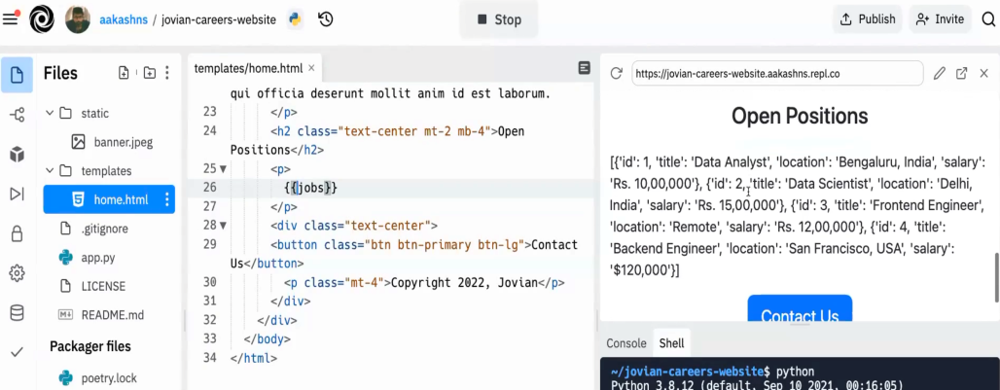 aakashns / jovian-careers-website
Stop
Publish
Invite
Files
static
banner.jpeg
templates
home.html
.gitignore
app.py
LICENSE
README.md
Packager files
poetry.lock
templates/home.html ×
qui officia deserunt mollit anim id est laborum.
23 </p>
24 <h2 class="text-center mt-2 mb-4">Open
Positions</h2>
25 <p>
26 {{jobs}}
27 </p>
28 <div class="text-center">
29 <button class="btn btn-primary btn-lg">Contact
Us</button>
30 <p class="mt-4">Copyright 2022, Jovian</p>
31 </div>
32 </div>
33 </body>
34 </html>
https://jovian-careers-website.aakashns.repl.co
Open Positions
[{'id': 1, 'title': 'Data Analyst', 'location': 'Bengaluru, India', 'salary':
'Rs. 10,00,000'}, {'id': 2, 'title': 'Data Scientist', 'location': 'Delhi,
India', 'salary': 'Rs. 15,00,000'}, {'id': 3, 'title': 'Frontend Engineer',
'location': 'Remote', 'salary': 'Rs. 12,00,000'}, {'id': 4, 'title':
'Backend Engineer', 'location': 'San Francisco, USA', 'salary':
'$120,000'}]
Contact Us
Console Shell
~/jovian-careers-website$ python
Python 3.8.12 (default, Sep 10 2021, 00:16:05)